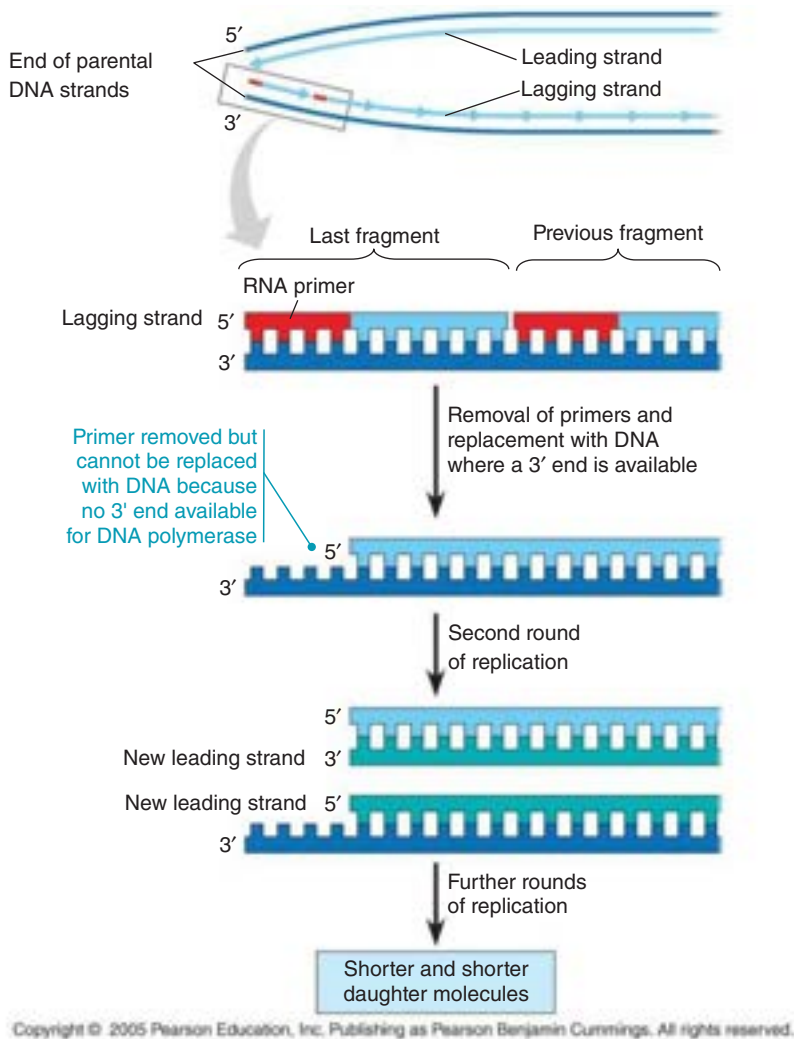 5′
End of parental
DNA strands
Leading strand
Lagging strand
3′
Last fragment
Previous fragment
RNA primer
Lagging strand 5′
3′
Removal of primers and
replacement with DNA
where a 3′ end is available
Primer removed but
cannot be replaced
with DNA because
no 3' end available
for DNA polymerase
5′
3′
Second round
of replication
5′
New leading strand 3′
New leading strand 5′
3′
Further rounds
of replication
Shorter and shorter
daughter molecules
Copyright © 2005 Pearson Education, Inc. Publishing as Pearson Benjamin Cummings. All rights reserved.